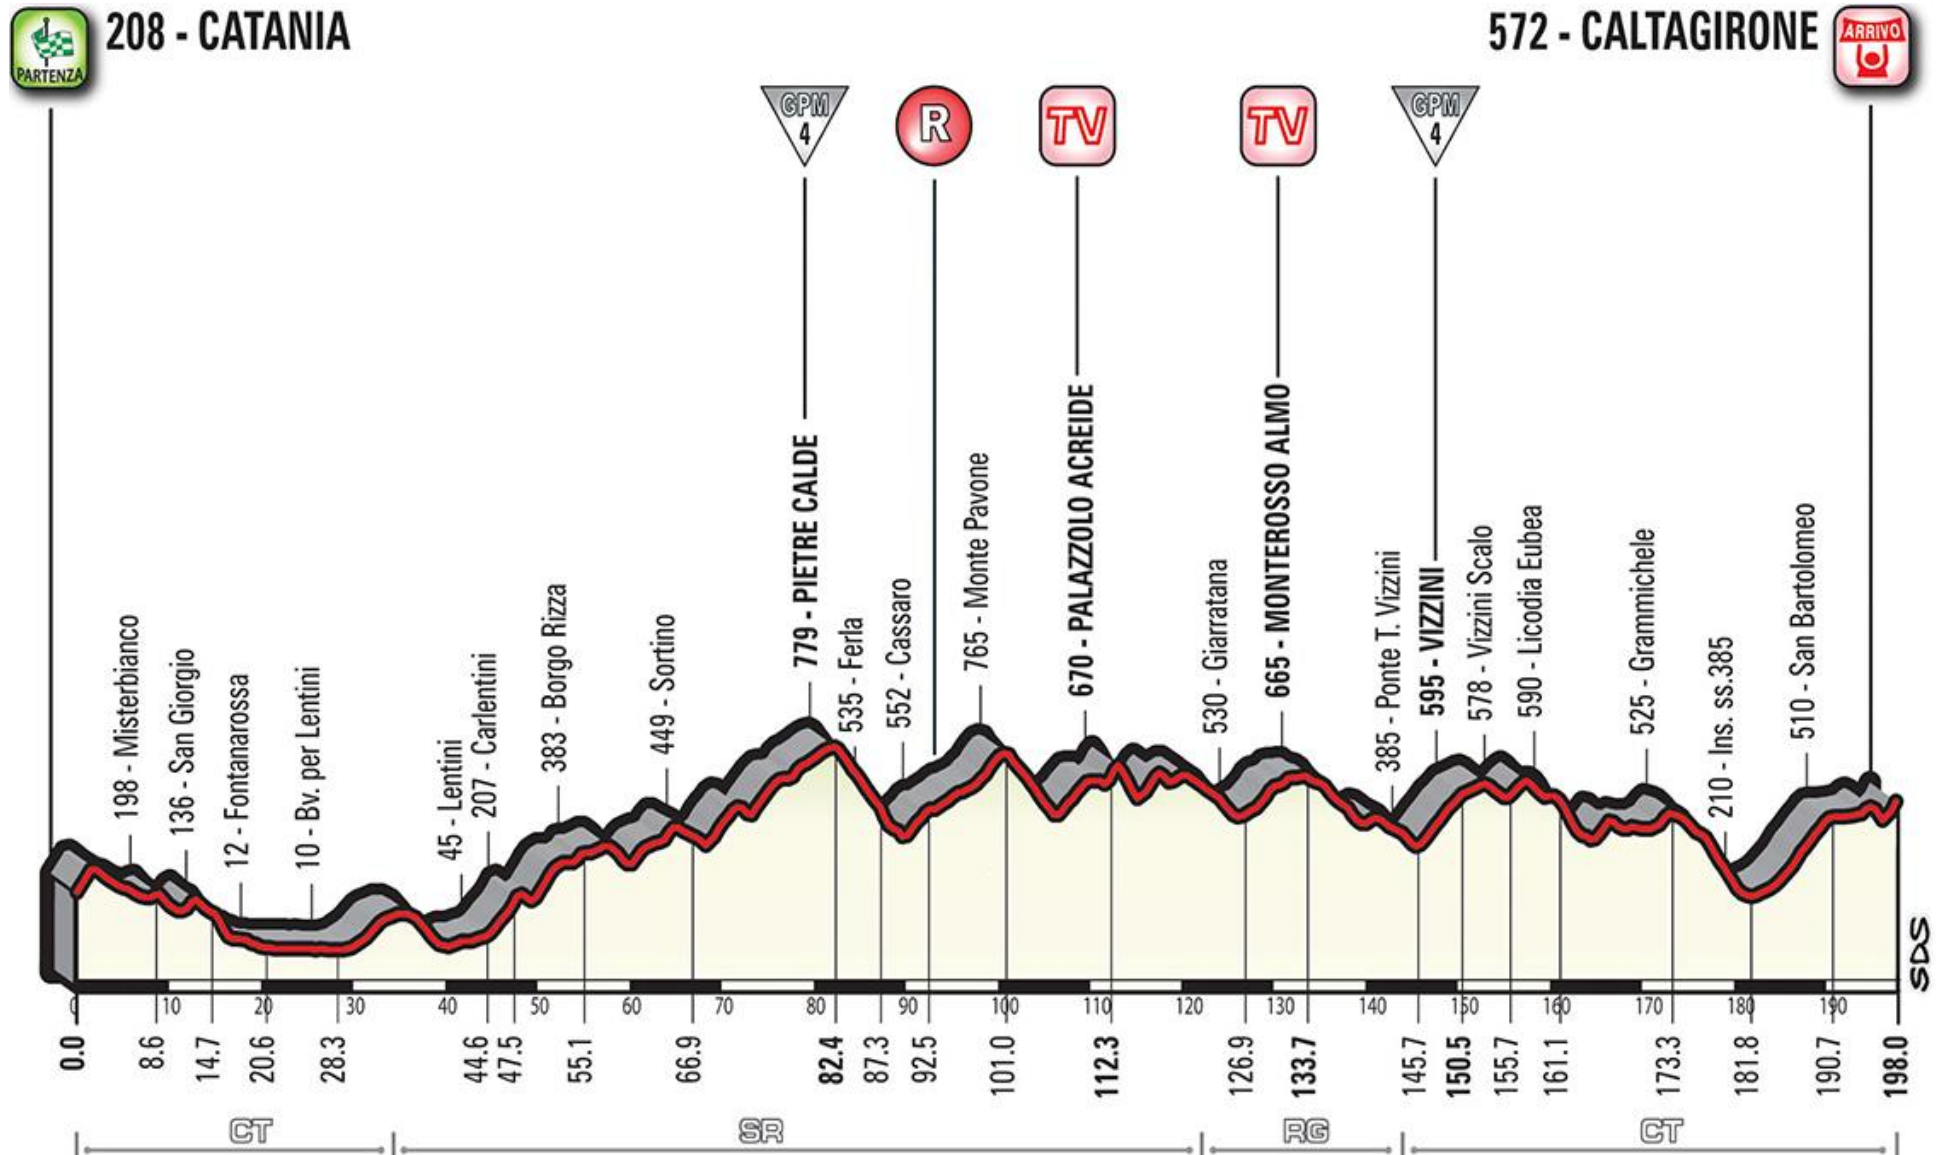 208 - CATANIA
572 - CALTAGIRONE
PARTENZA
ARRIVO
GPM
4
R
TV
TV
GPM
4
198 - Misterbianco
136 - San Giorgio
12 - Fontanarossa
10 - Bv. per Lentini
45 - Lentini
207 - Carlentini
383 - Borgo Rizza
449 - Sortino
779 - PIETRE CALDE
535 - Ferla
552 - Cassaro
765 - Monte Pavone
670 - PALAZZOLO ACREIDE
530 - Giarratana
665 - MONTEROSSO ALMO
385 - Ponte T. Vizzini
595 - VIZZINI
578 - Vizzini Scalo
590 - Licodia Eubea
525 - Grammichele
210 - Ins. ss.385
510 - San Bartolomeo
SDS
0 10 20 30 40 50 60 70 80 90 100 110 120 130 140 150 160 170 180 190
0.0 8.6 14.7 20.6 28.3 44.6 47.5 55.1 66.9 82.4 87.3 92.5 101.0 112.3 126.9 133.7 145.7 150.5 155.7 161.1 173.3 181.8 190.7 198.0
CT SR RG CT